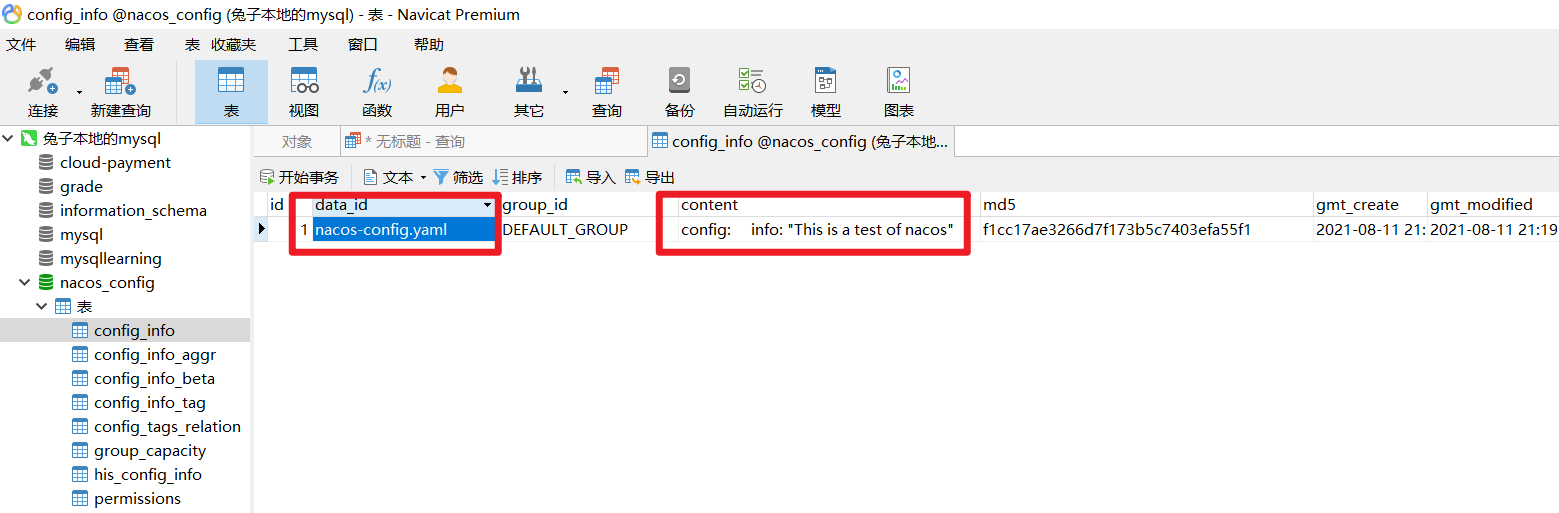 config_info @nacos_config (兔子本地的mysql) - 表 - Navicat Premium
文件 编辑 查看 表 收藏夹 工具 窗口 帮助
连接 新建查询 表 视图 函数 用户 其它 查询 备份 自动运行 模型 图表
兔子本地的mysql
cloud-payment
grade
information_schema
mysql
mysqllearning
nacos_config
表
config_info
config_info_aggr
config_info_beta
config_info_tag
config_tags_relation
group_capacity
his_config_info
permissions
对象 * 无标题 - 查询 config_info @nacos_config (兔子本地...
开始事务 文本 筛选 排序 导入 导出
id data_id group_id content md5 gmt_create gmt_modified
1 nacos-config.yaml DEFAULT_GROUP config: info: "This is a test of nacos" f1cc17ae3266d7f173b5c7403efa55f1 2021-08-11 21: 2021-08-11 21:19